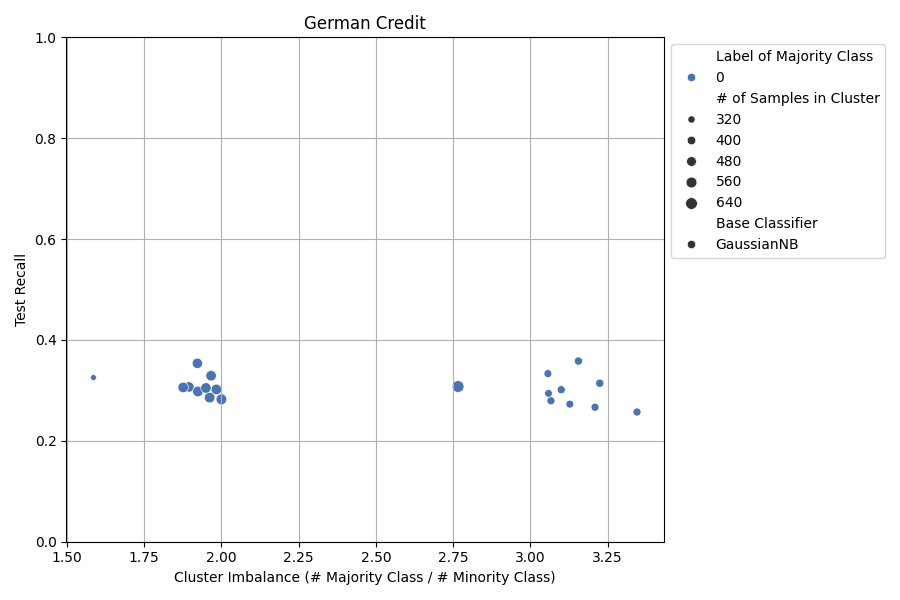 German Credit
1.0
0.8
0.6
0.4
0.2
0.0
Test Recall
1.50 1.75 2.00 2.25 2.50 2.75 3.00 3.25
Cluster Imbalance (# Majority Class / # Minority Class)
Label of Majority Class
0
# of Samples in Cluster
320
400
480
560
640
Base Classifier
GaussianNB